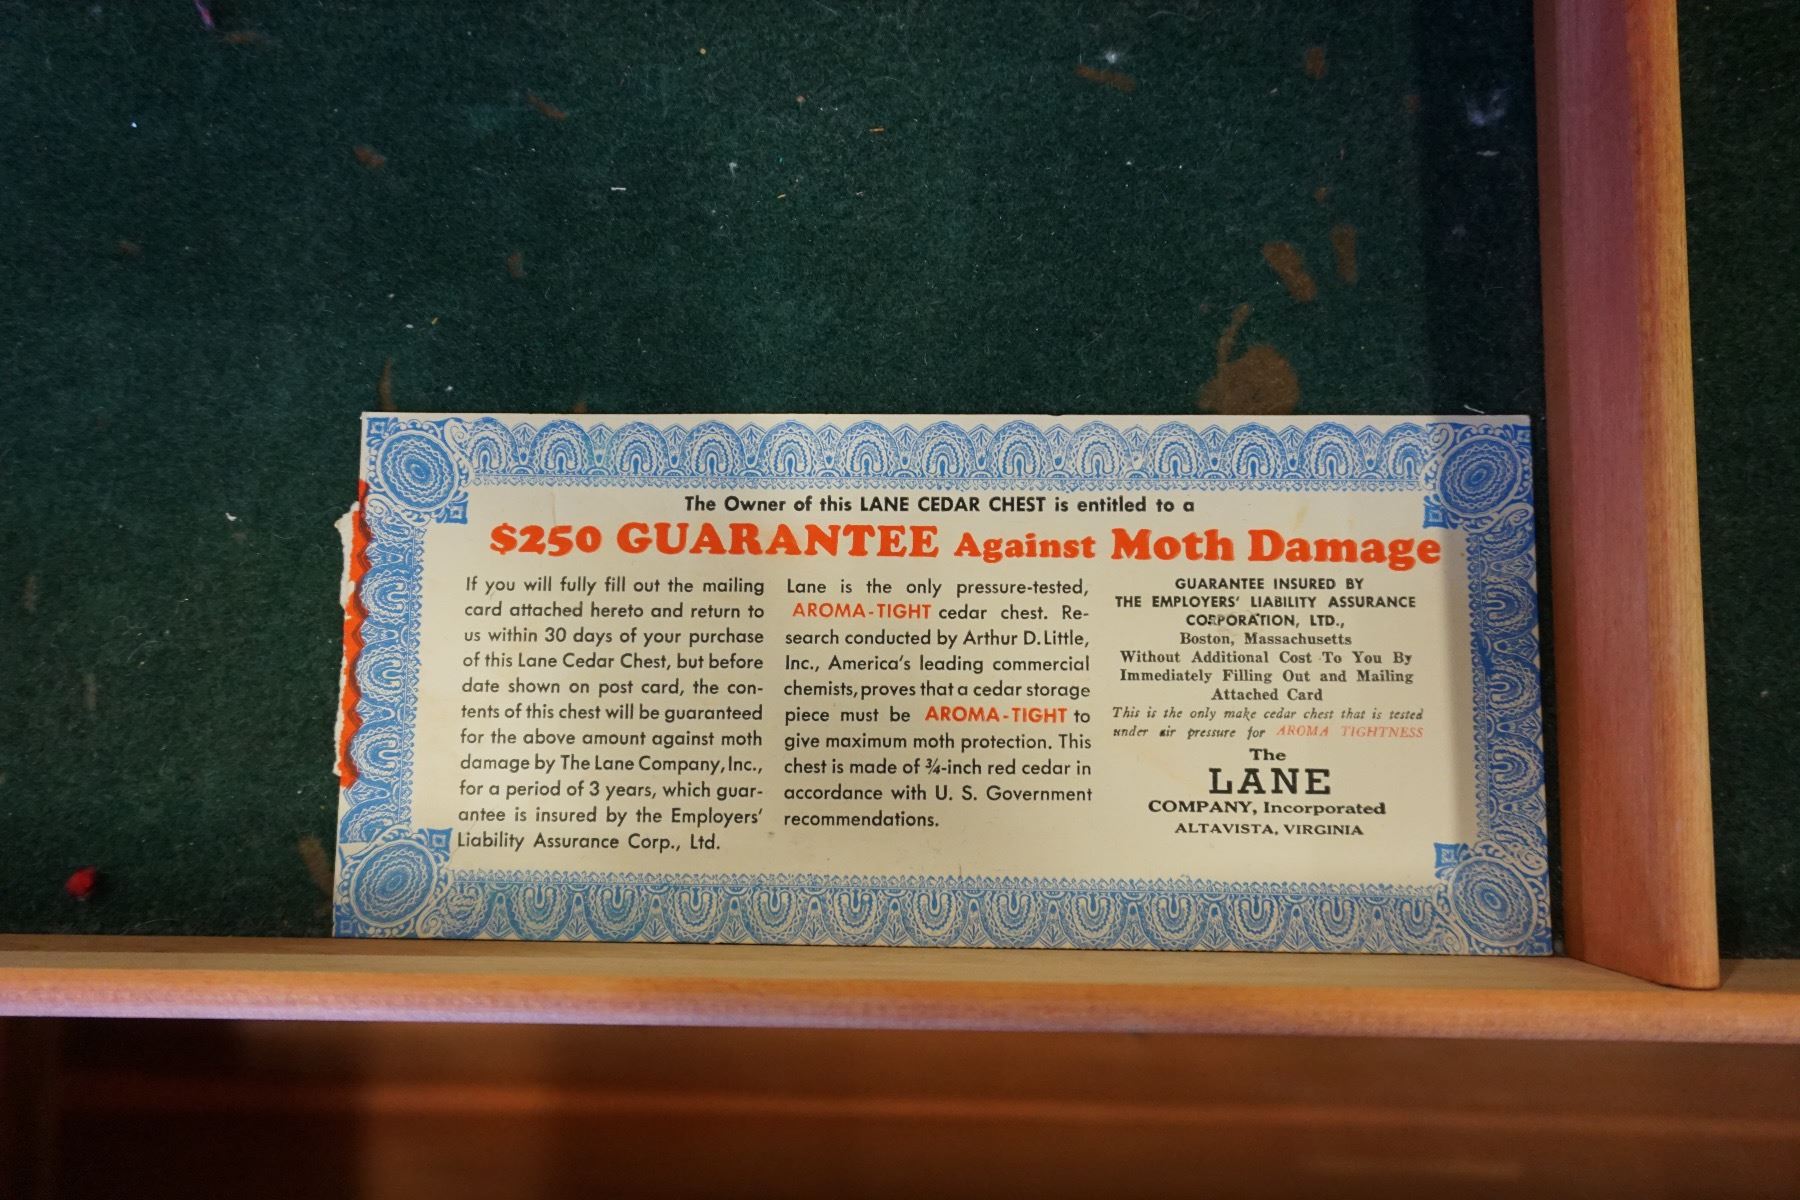 The Owner of this LANE CEDAR CHEST is entitled to a
$250 GUARANTEE Against Moth Damage
If you will fully fill out the mailing
card attached hereto and return to
us within 30 days of your purchase
of this Lane Cedar Chest, but before
date shown on post card, the con-
tents of this chest will be guaranteed
for the above amount against moth
damage by The Lane Company, Inc.,
for a period of 3 years, which guar-
antee is insured by the Employers'
Liability Assurance Corp., Ltd.
Lane is the only pressure-tested,
AROMA-TIGHT cedar chest. Re-
search conducted by Arthur D. Little,
Inc., America's leading commercial
chemists, proves that a cedar storage
piece must be AROMA-TIGHT to
give maximum moth protection. This
chest is made of ¾-inch red cedar in
accordance with U. S. Government
recommendations.
GUARANTEE INSURED BY
THE EMPLOYERS' LIABILITY ASSURANCE
CORPORATION, LTD.,
Boston, Massachusetts
Without Additional Cost To You By
Immediately Filling Out and Mailing
Attached Card
This is the only make cedar chest that is tested
under air pressure for AROMA TIGHTNESS
The
LANE
COMPANY, Incorporated
ALTAVISTA, VIRGINIA